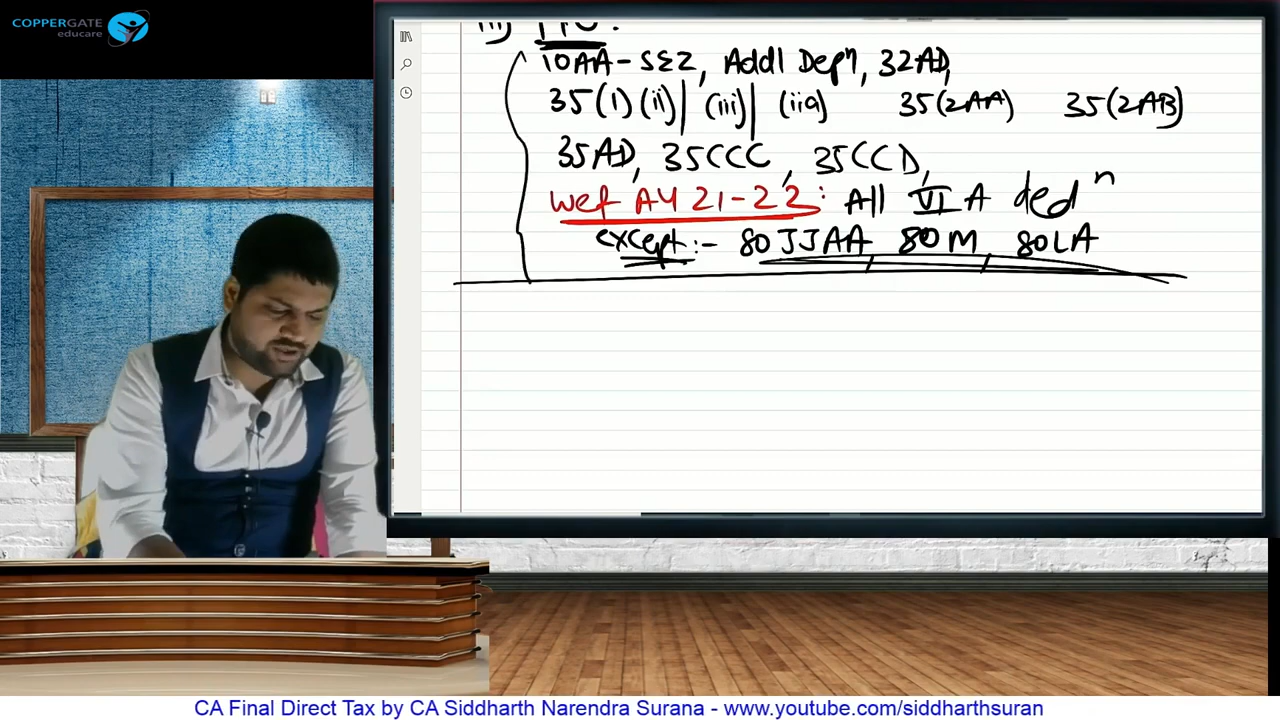 COPPERGATE
educare
iii)
10AA - SEZ, Addl Depⁿ, 32AD,
35(1)(ii) | (iii) | (iia) 35(2AA) 35(2AB)
35AD, 35CCC, 35CCD,
wef AY 21-22: All VIA dedⁿ
except:- 80JJAA 80M 80LA
CA Final Direct Tax by CA Siddharth Narendra Surana - www.youtube.com/siddharthsuran